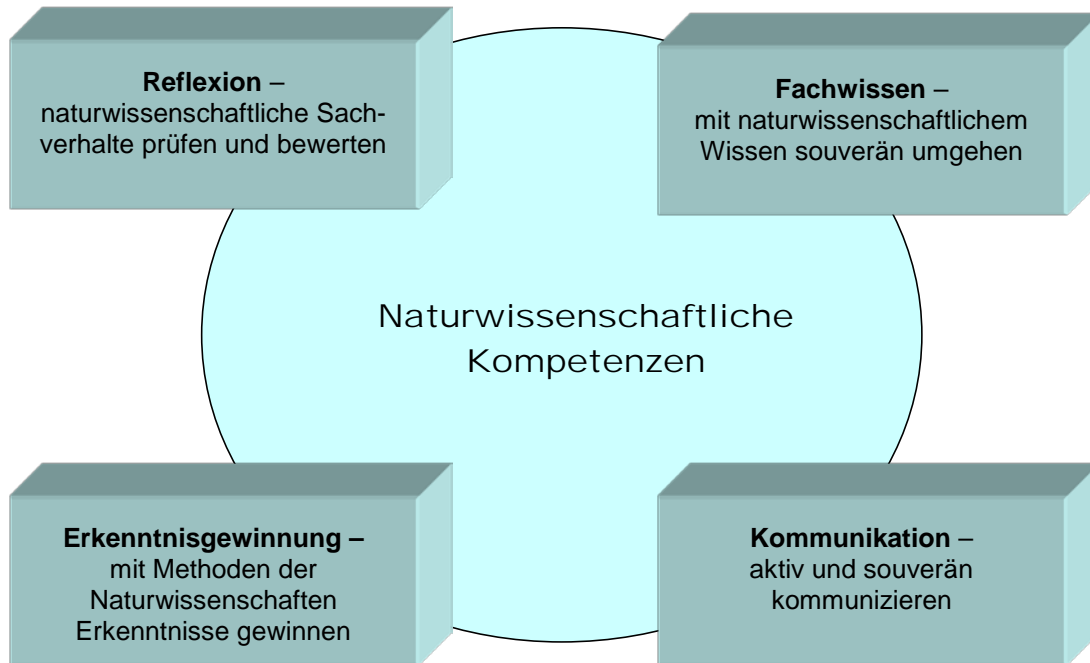 Reflexion –
naturwissenschaftliche Sach-
verhalte prüfen und bewerten
Fachwissen –
mit naturwissenschaftlichem
Wissen souverän umgehen
Naturwissenschaftliche
Kompetenzen
Erkenntnisgewinnung –
mit Methoden der
Naturwissenschaften
Erkenntnisse gewinnen
Kommunikation –
aktiv und souverän
kommunizieren